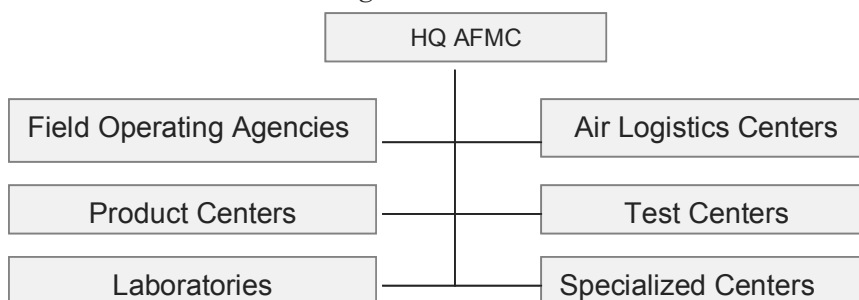 HQ AFMC
Field Operating Agencies
Air Logistics Centers
Product Centers
Test Centers
Laboratories
Specialized Centers